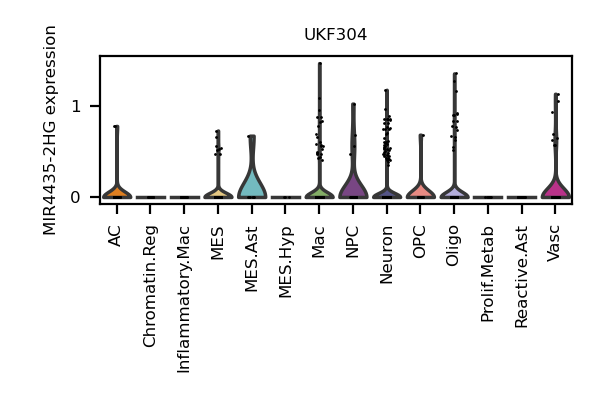 UKF304
MIR4435-2HG expression
1
0
AC
Chromatin.Reg
Inflammatory.Mac
MES
MES.Ast
MES.Hyp
Mac
NPC
Neuron
OPC
Oligo
Prolif.Metab
Reactive.Ast
Vasc